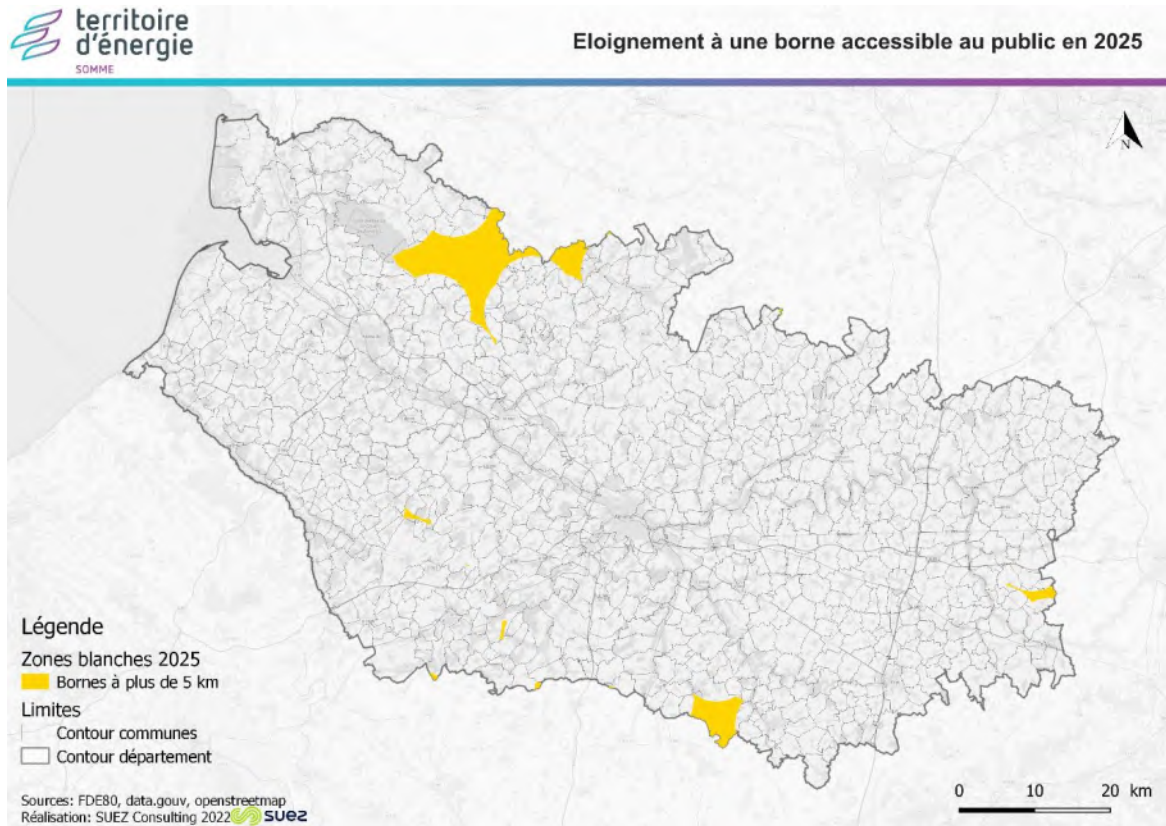 territoire
d'énergie
SOMME
Eloignement à une borne accessible au public en 2025
N
Légende
Zones blanches 2025
Bornes à plus de 5 km
Limites
Contour communes
Contour département
Sources: FDE80, data.gouv, openstreetmap
Réalisation: SUEZ Consulting 2022
suez
0 10 20 km